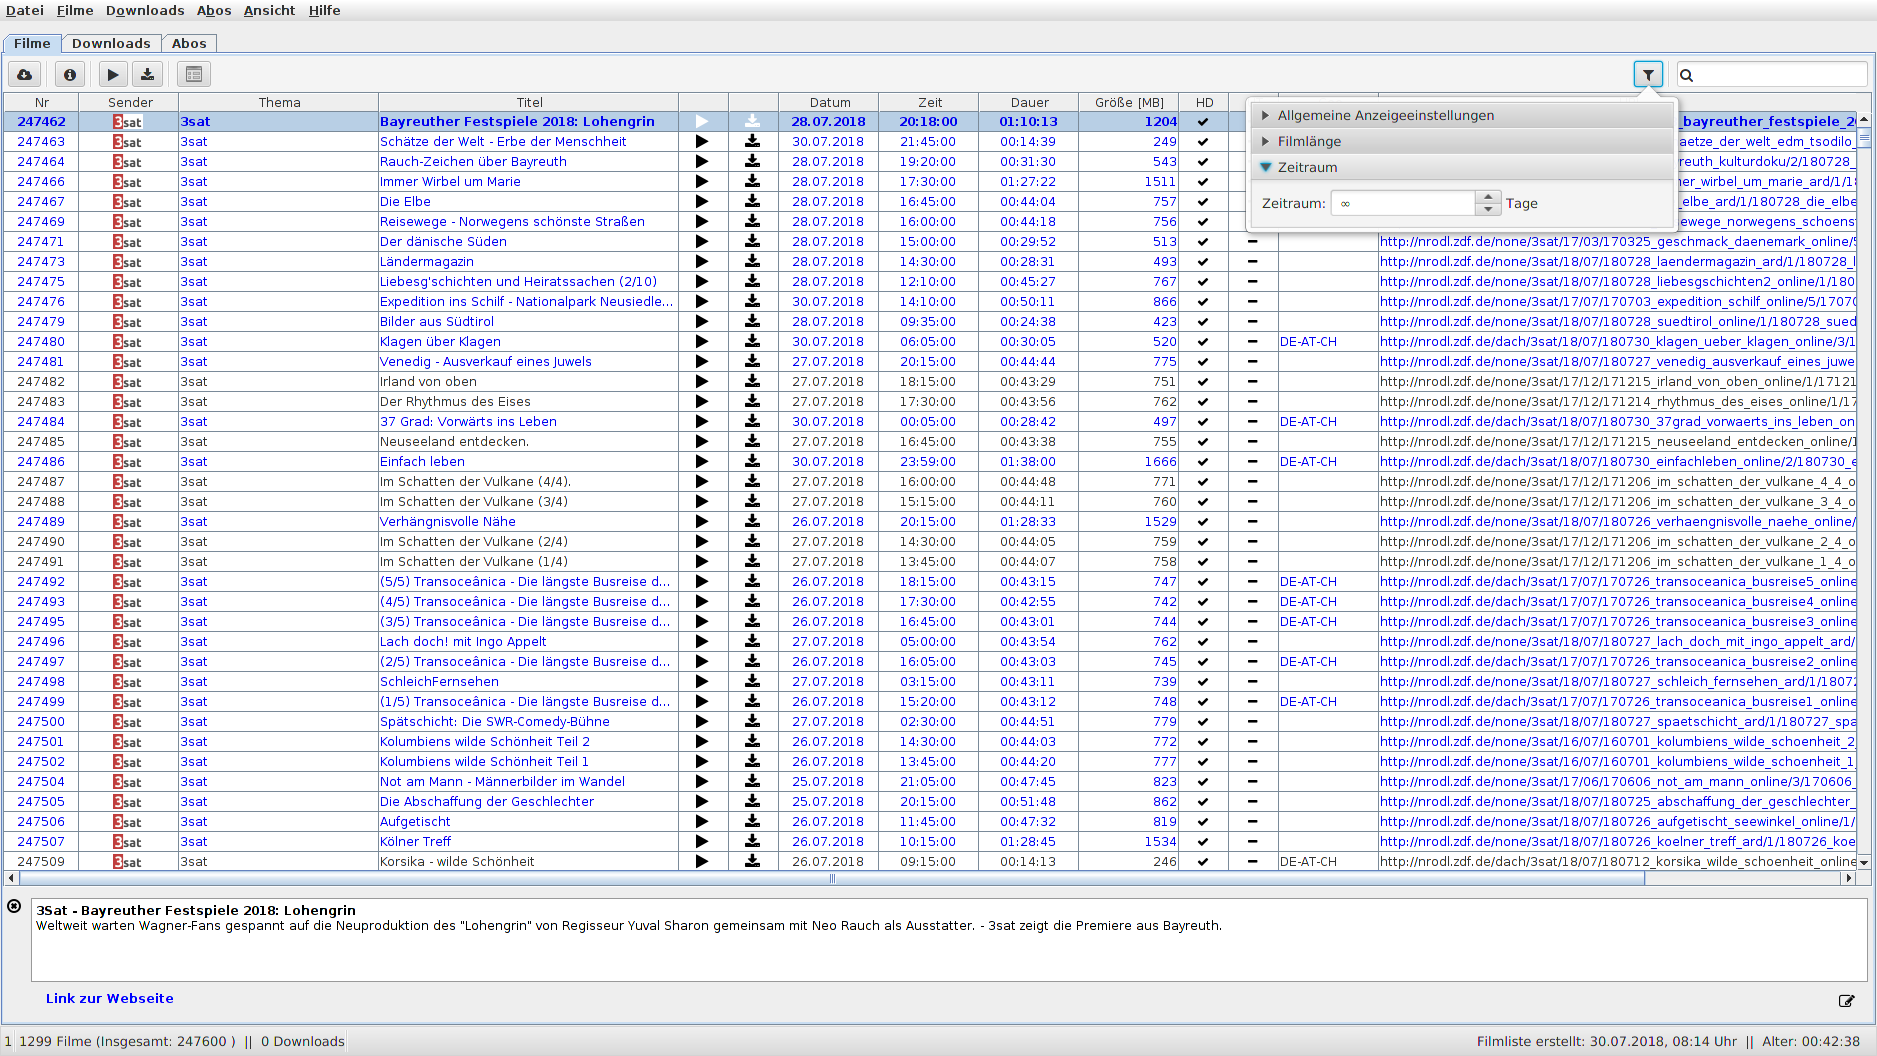 Datei Filme Downloads Abos Ansicht Hilfe
Filme Downloads Abos
Nr Sender Thema Titel Datum Zeit Dauer Größe [MB] HD
Allgemeine Anzeigeeinstellungen
Filmlänge
Zeitraum
Zeitraum: ∞ Tage
247462 3sat 3sat Bayreuther Festspiele 2018: Lohengrin 28.07.2018 20:18:00 01:10:13 1204 _bayreuther_festspiele_2
247463 3sat 3sat Schätze der Welt - Erbe der Menschheit 30.07.2018 21:45:00 00:14:39 249 aetze_der_welt_edm_tsodilo_
247464 3sat 3sat Rauch-Zeichen über Bayreuth 28.07.2018 19:20:00 00:31:30 543 reuth_kulturdoku/2/180728_
247466 3sat 3sat Immer Wirbel um Marie 28.07.2018 17:30:00 01:27:22 1511 er_wirbel_um_marie_ard/1/18
247467 3sat 3sat Die Elbe 28.07.2018 16:45:00 00:44:04 757 elbe_ard/1/180728_die_elbe
247469 3sat 3sat Reisewege - Norwegens schönste Straßen 28.07.2018 16:00:00 00:44:18 756 ewege_norwegens_schoens
247471 3sat 3sat Der dänische Süden 28.07.2018 15:00:00 00:29:52 513 http://nrodl.zdf.de/none/3sat/17/03/170325_geschmack_daenemark_online/5
247473 3sat 3sat Ländermagazin 28.07.2018 14:30:00 00:28:31 493 http://nrodl.zdf.de/none/3sat/18/07/180728_laendermagazin_ard/1/180728_l
247475 3sat 3sat Liebesg'schichten und Heiratssachen (2/10) 28.07.2018 12:10:00 00:45:27 767 http://nrodl.zdf.de/none/3sat/18/07/180728_liebesgschichten2_online/1/180
247476 3sat 3sat Expedition ins Schilf - Nationalpark Neusiedle... 30.07.2018 14:10:00 00:50:11 866 http://nrodl.zdf.de/none/3sat/17/07/170703_expedition_schilf_online/5/1707
247479 3sat 3sat Bilder aus Südtirol 28.07.2018 09:35:00 00:24:38 423 http://nrodl.zdf.de/none/3sat/18/07/180728_suedtirol_online/1/180728_sued
247480 3sat 3sat Klagen über Klagen 30.07.2018 06:05:00 00:30:05 520 DE-AT-CH http://nrodl.zdf.de/dach/3sat/18/07/180730_klagen_ueber_klagen_online/3/1
247481 3sat 3sat Venedig - Ausverkauf eines Juwels 27.07.2018 20:15:00 00:44:44 775 http://nrodl.zdf.de/none/3sat/18/07/180727_venedig_ausverkauf_eines_juwe
247482 3sat 3sat Irland von oben 27.07.2018 18:15:00 00:43:29 751 http://nrodl.zdf.de/none/3sat/17/12/171215_irland_von_oben_online/1/17121
247483 3sat 3sat Der Rhythmus des Eises 27.07.2018 17:30:00 00:43:56 762 http://nrodl.zdf.de/none/3sat/17/12/171214_rhythmus_des_eises_online/1/17
247484 3sat 3sat 37 Grad: Vorwärts ins Leben 30.07.2018 00:05:00 00:28:42 497 DE-AT-CH http://nrodl.zdf.de/dach/3sat/18/07/180730_37grad_vorwaerts_ins_leben_on
247485 3sat 3sat Neuseeland entdecken. 27.07.2018 16:45:00 00:43:38 755 http://nrodl.zdf.de/none/3sat/17/12/171215_neuseeland_entdecken_online/1
247486 3sat 3sat Einfach leben 30.07.2018 23:59:00 01:38:00 1666 DE-AT-CH http://nrodl.zdf.de/dach/3sat/18/07/180730_einfachleben_online/2/180730_e
247487 3sat 3sat Im Schatten der Vulkane (4/4). 27.07.2018 16:00:00 00:44:48 771 http://nrodl.zdf.de/none/3sat/17/12/171206_im_schatten_der_vulkane_4_4_o
247488 3sat 3sat Im Schatten der Vulkane (3/4) 27.07.2018 15:15:00 00:44:11 760 http://nrodl.zdf.de/none/3sat/17/12/171206_im_schatten_der_vulkane_3_4_o
247489 3sat 3sat Verhängnisvolle Nähe 26.07.2018 20:15:00 01:28:33 1529 http://nrodl.zdf.de/none/3sat/18/07/180726_verhaengnisvolle_naehe_online/
247490 3sat 3sat Im Schatten der Vulkane (2/4) 27.07.2018 14:30:00 00:44:05 759 http://nrodl.zdf.de/none/3sat/17/12/171206_im_schatten_der_vulkane_2_4_o
247491 3sat 3sat Im Schatten der Vulkane (1/4) 27.07.2018 13:45:00 00:44:07 758 http://nrodl.zdf.de/none/3sat/17/12/171206_im_schatten_der_vulkane_1_4_o
247492 3sat 3sat (5/5) Transoceânica - Die längste Busreise d... 26.07.2018 18:15:00 00:43:15 747 DE-AT-CH http://nrodl.zdf.de/dach/3sat/17/07/170726_transoceanica_busreise5_online
247493 3sat 3sat (4/5) Transoceânica - Die längste Busreise d... 26.07.2018 17:30:00 00:42:55 742 DE-AT-CH http://nrodl.zdf.de/dach/3sat/17/07/170726_transoceanica_busreise4_online
247495 3sat 3sat (3/5) Transoceânica - Die längste Busreise d... 26.07.2018 16:45:00 00:43:01 744 DE-AT-CH http://nrodl.zdf.de/dach/3sat/17/07/170726_transoceanica_busreise3_online
247496 3sat 3sat Lach doch! mit Ingo Appelt 27.07.2018 05:00:00 00:43:54 762 http://nrodl.zdf.de/none/3sat/18/07/180727_lach_doch_mit_ingo_appelt_ard/
247497 3sat 3sat (2/5) Transoceânica - Die längste Busreise d... 26.07.2018 16:05:00 00:43:03 745 DE-AT-CH http://nrodl.zdf.de/dach/3sat/17/07/170726_transoceanica_busreise2_online
247498 3sat 3sat SchleichFernsehen 27.07.2018 03:15:00 00:43:11 739 http://nrodl.zdf.de/none/3sat/18/07/180727_schleich_fernsehen_ard/1/1807
247499 3sat 3sat (1/5) Transoceânica - Die längste Busreise d... 26.07.2018 15:20:00 00:43:12 748 DE-AT-CH http://nrodl.zdf.de/dach/3sat/17/07/170726_transoceanica_busreise1_online
247500 3sat 3sat Spätschicht: Die SWR-Comedy-Bühne 27.07.2018 02:30:00 00:44:51 779 http://nrodl.zdf.de/none/3sat/18/07/180727_spaetschicht_ard/1/180727_spa
247501 3sat 3sat Kolumbiens wilde Schönheit Teil 2 26.07.2018 14:30:00 00:44:03 772 http://nrodl.zdf.de/none/3sat/16/07/160701_kolumbiens_wilde_schoenheit_2
247502 3sat 3sat Kolumbiens wilde Schönheit Teil 1 26.07.2018 13:45:00 00:44:20 777 http://nrodl.zdf.de/none/3sat/16/07/160701_kolumbiens_wilde_schoenheit_1
247504 3sat 3sat Not am Mann - Männerbilder im Wandel 25.07.2018 21:05:00 00:47:45 823 http://nrodl.zdf.de/none/3sat/17/06/170606_not_am_mann_online/3/170606_
247505 3sat 3sat Die Abschaffung der Geschlechter 25.07.2018 20:15:00 00:51:48 862 http://nrodl.zdf.de/none/3sat/18/07/180725_abschaffung_der_geschlechter_
247506 3sat 3sat Aufgetischt 26.07.2018 11:45:00 00:47:32 819 http://nrodl.zdf.de/none/3sat/18/07/180726_aufgetischt_seewinkel_online/1/
247507 3sat 3sat Kölner Treff 26.07.2018 10:15:00 01:28:45 1534 http://nrodl.zdf.de/none/3sat/18/07/180726_koelner_treff_ard/1/180726_koe
247509 3sat 3sat Korsika - wilde Schönheit 26.07.2018 09:15:00 00:14:13 246 DE-AT-CH http://nrodl.zdf.de/dach/3sat/18/07/180712_korsika_wilde_schoenheit_online
3Sat - Bayreuther Festspiele 2018: Lohengrin
Weltweit warten Wagner-Fans gespannt auf die Neuproduktion des "Lohengrin" von Regisseur Yuval Sharon gemeinsam mit Neo Rauch als Ausstatter. - 3sat zeigt die Premiere aus Bayreuth.
Link zur Webseite
1 1299 Filme (Insgesamt: 247600 ) || 0 Downloads Filmliste erstellt: 30.07.2018, 08:14 Uhr || Alter: 00:42:38